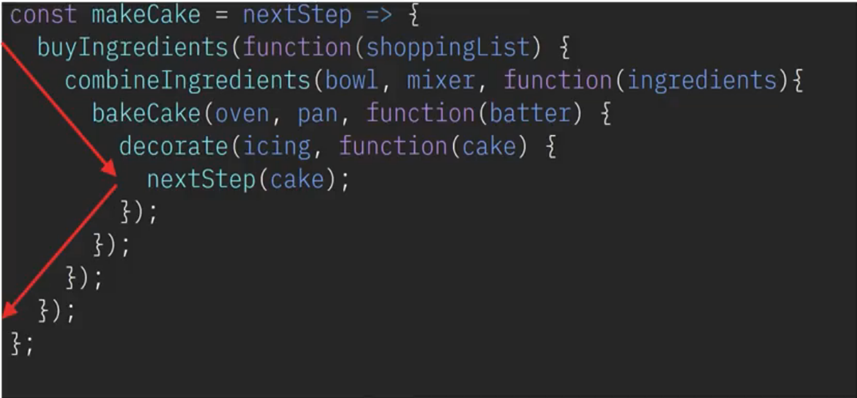 const makeCake = nextStep => {
  buyIngredients(function(shoppingList) {
    combineIngredients(bowl, mixer, function(ingredients){
      bakeCake(oven, pan, function(batter) {
        decorate(icing, function(cake) {
          nextStep(cake);
        });
      });
    });
  });
};